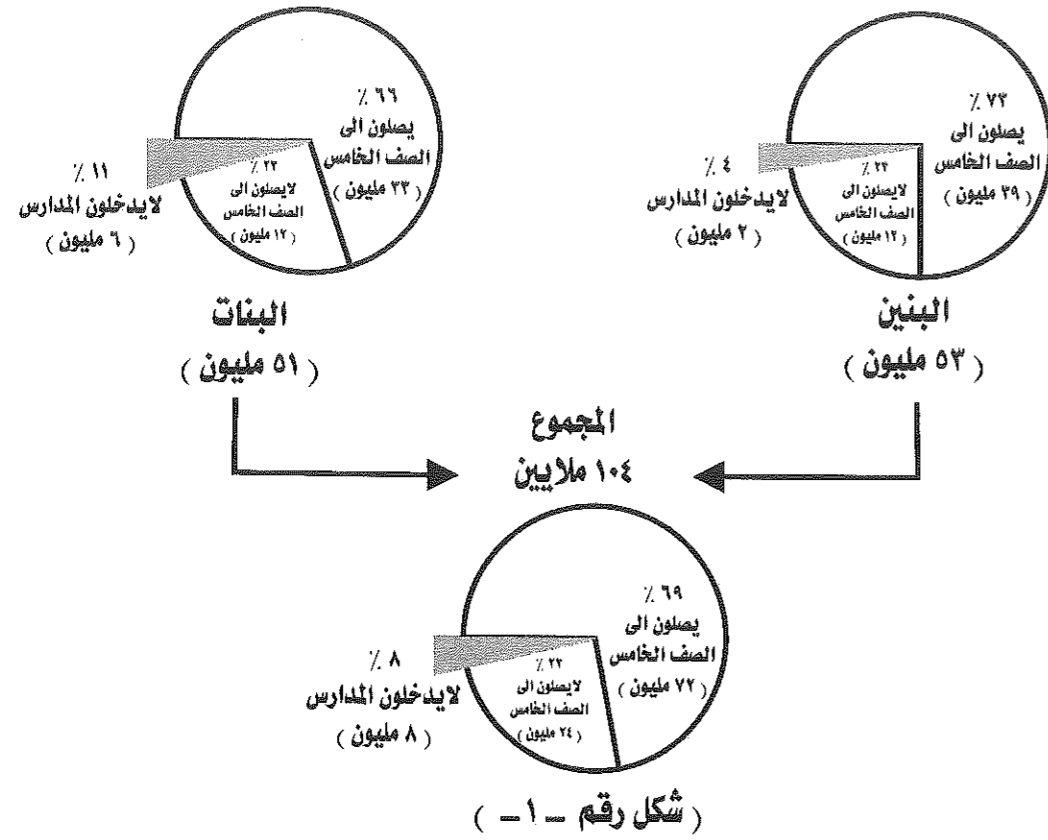 ٪ ٧٣
يصلون الى
الصف الخامس
( ٣٩ مليون )
٪ ٢٣
لايصلون الى
الصف الخامس
( ١٢ مليون )
٪ ٤
لايدخلون المدارس
( ٢ مليون )
البنين
( ٥٣ مليون )
٪ ٦٦
يصلون الى
الصف الخامس
( ٣٣ مليون )
٪ ٢٣
لايصلون الى
الصف الخامس
( ١٢ مليون )
٪ ١١
لايدخلون المدارس
( ٦ مليون )
البنات
( ٥١ مليون )
المجموع
١٠٤ ملايين
٪ ٦٩
يصلون الى
الصف الخامس
( ٧٢ مليون )
٪ ٢٣
لايصلون الى
الصف الخامس
( ٢٤ مليون )
٪ ٨
لايدخلون المدارس
( ٨ مليون )
( شكل رقم _ ١ _ )